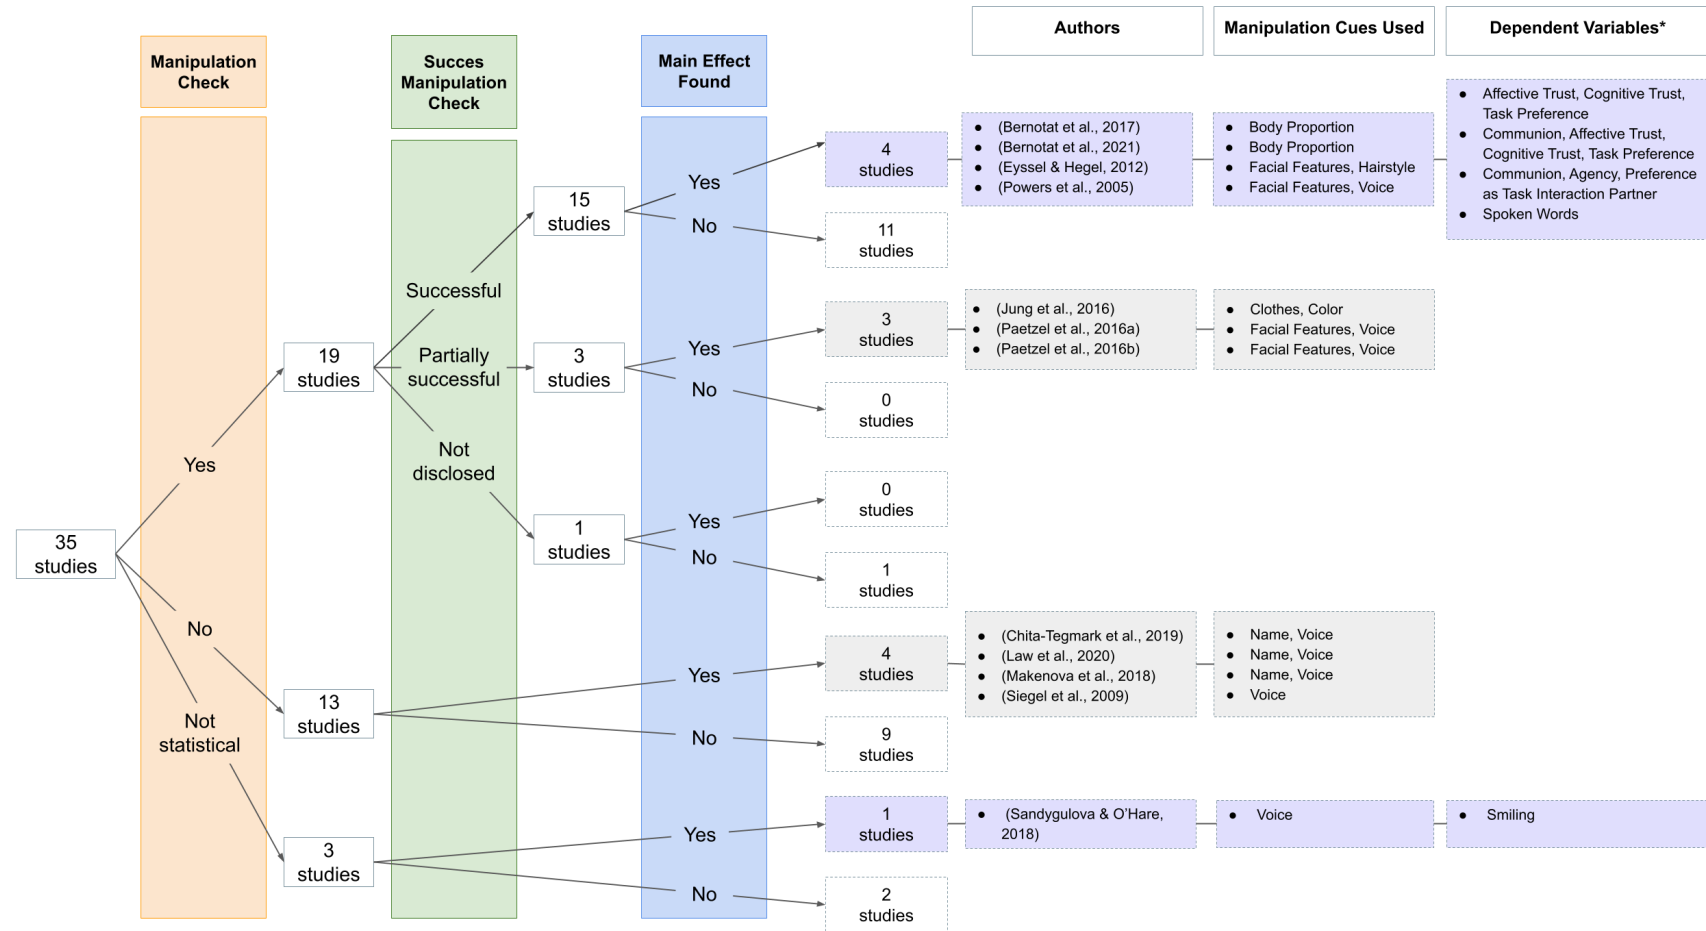 Authors
Manipulation Cues Used
Dependent Variables*
Manipulation
Check
Succes
Manipulation
Check
Main Effect
Found
35
studies
Yes
No
Not
statistical
19
studies
13
studies
3
studies
Successful
Partially
successful
Not
disclosed
15
studies
3
studies
1
studies
Yes
No
Yes
No
Yes
No
Yes
No
Yes
No
4
studies
● (Bernotat et al., 2017)
● (Bernotat et al., 2021)
● (Eyssel & Hegel, 2012)
● (Powers et al., 2005)
● Body Proportion
● Body Proportion
● Facial Features, Hairstyle
● Facial Features, Voice
● Affective Trust, Cognitive Trust,
Task Preference
● Communion, Affective Trust,
Cognitive Trust, Task Preference
● Communion, Agency, Preference
as Task Interaction Partner
● Spoken Words
11
studies
3
studies
● (Jung et al., 2016)
● (Paetzel et al., 2016a)
● (Paetzel et al., 2016b)
● Clothes, Color
● Facial Features, Voice
● Facial Features, Voice
0
studies
0
studies
1
studies
4
studies
● (Chita-Tegmark et al., 2019)
● (Law et al., 2020)
● (Makenova et al., 2018)
● (Siegel et al., 2009)
● Name, Voice
● Name, Voice
● Name, Voice
● Voice
9
studies
1
studies
● (Sandygulova & O'Hare,
2018)
● Voice
● Smiling
2
studies